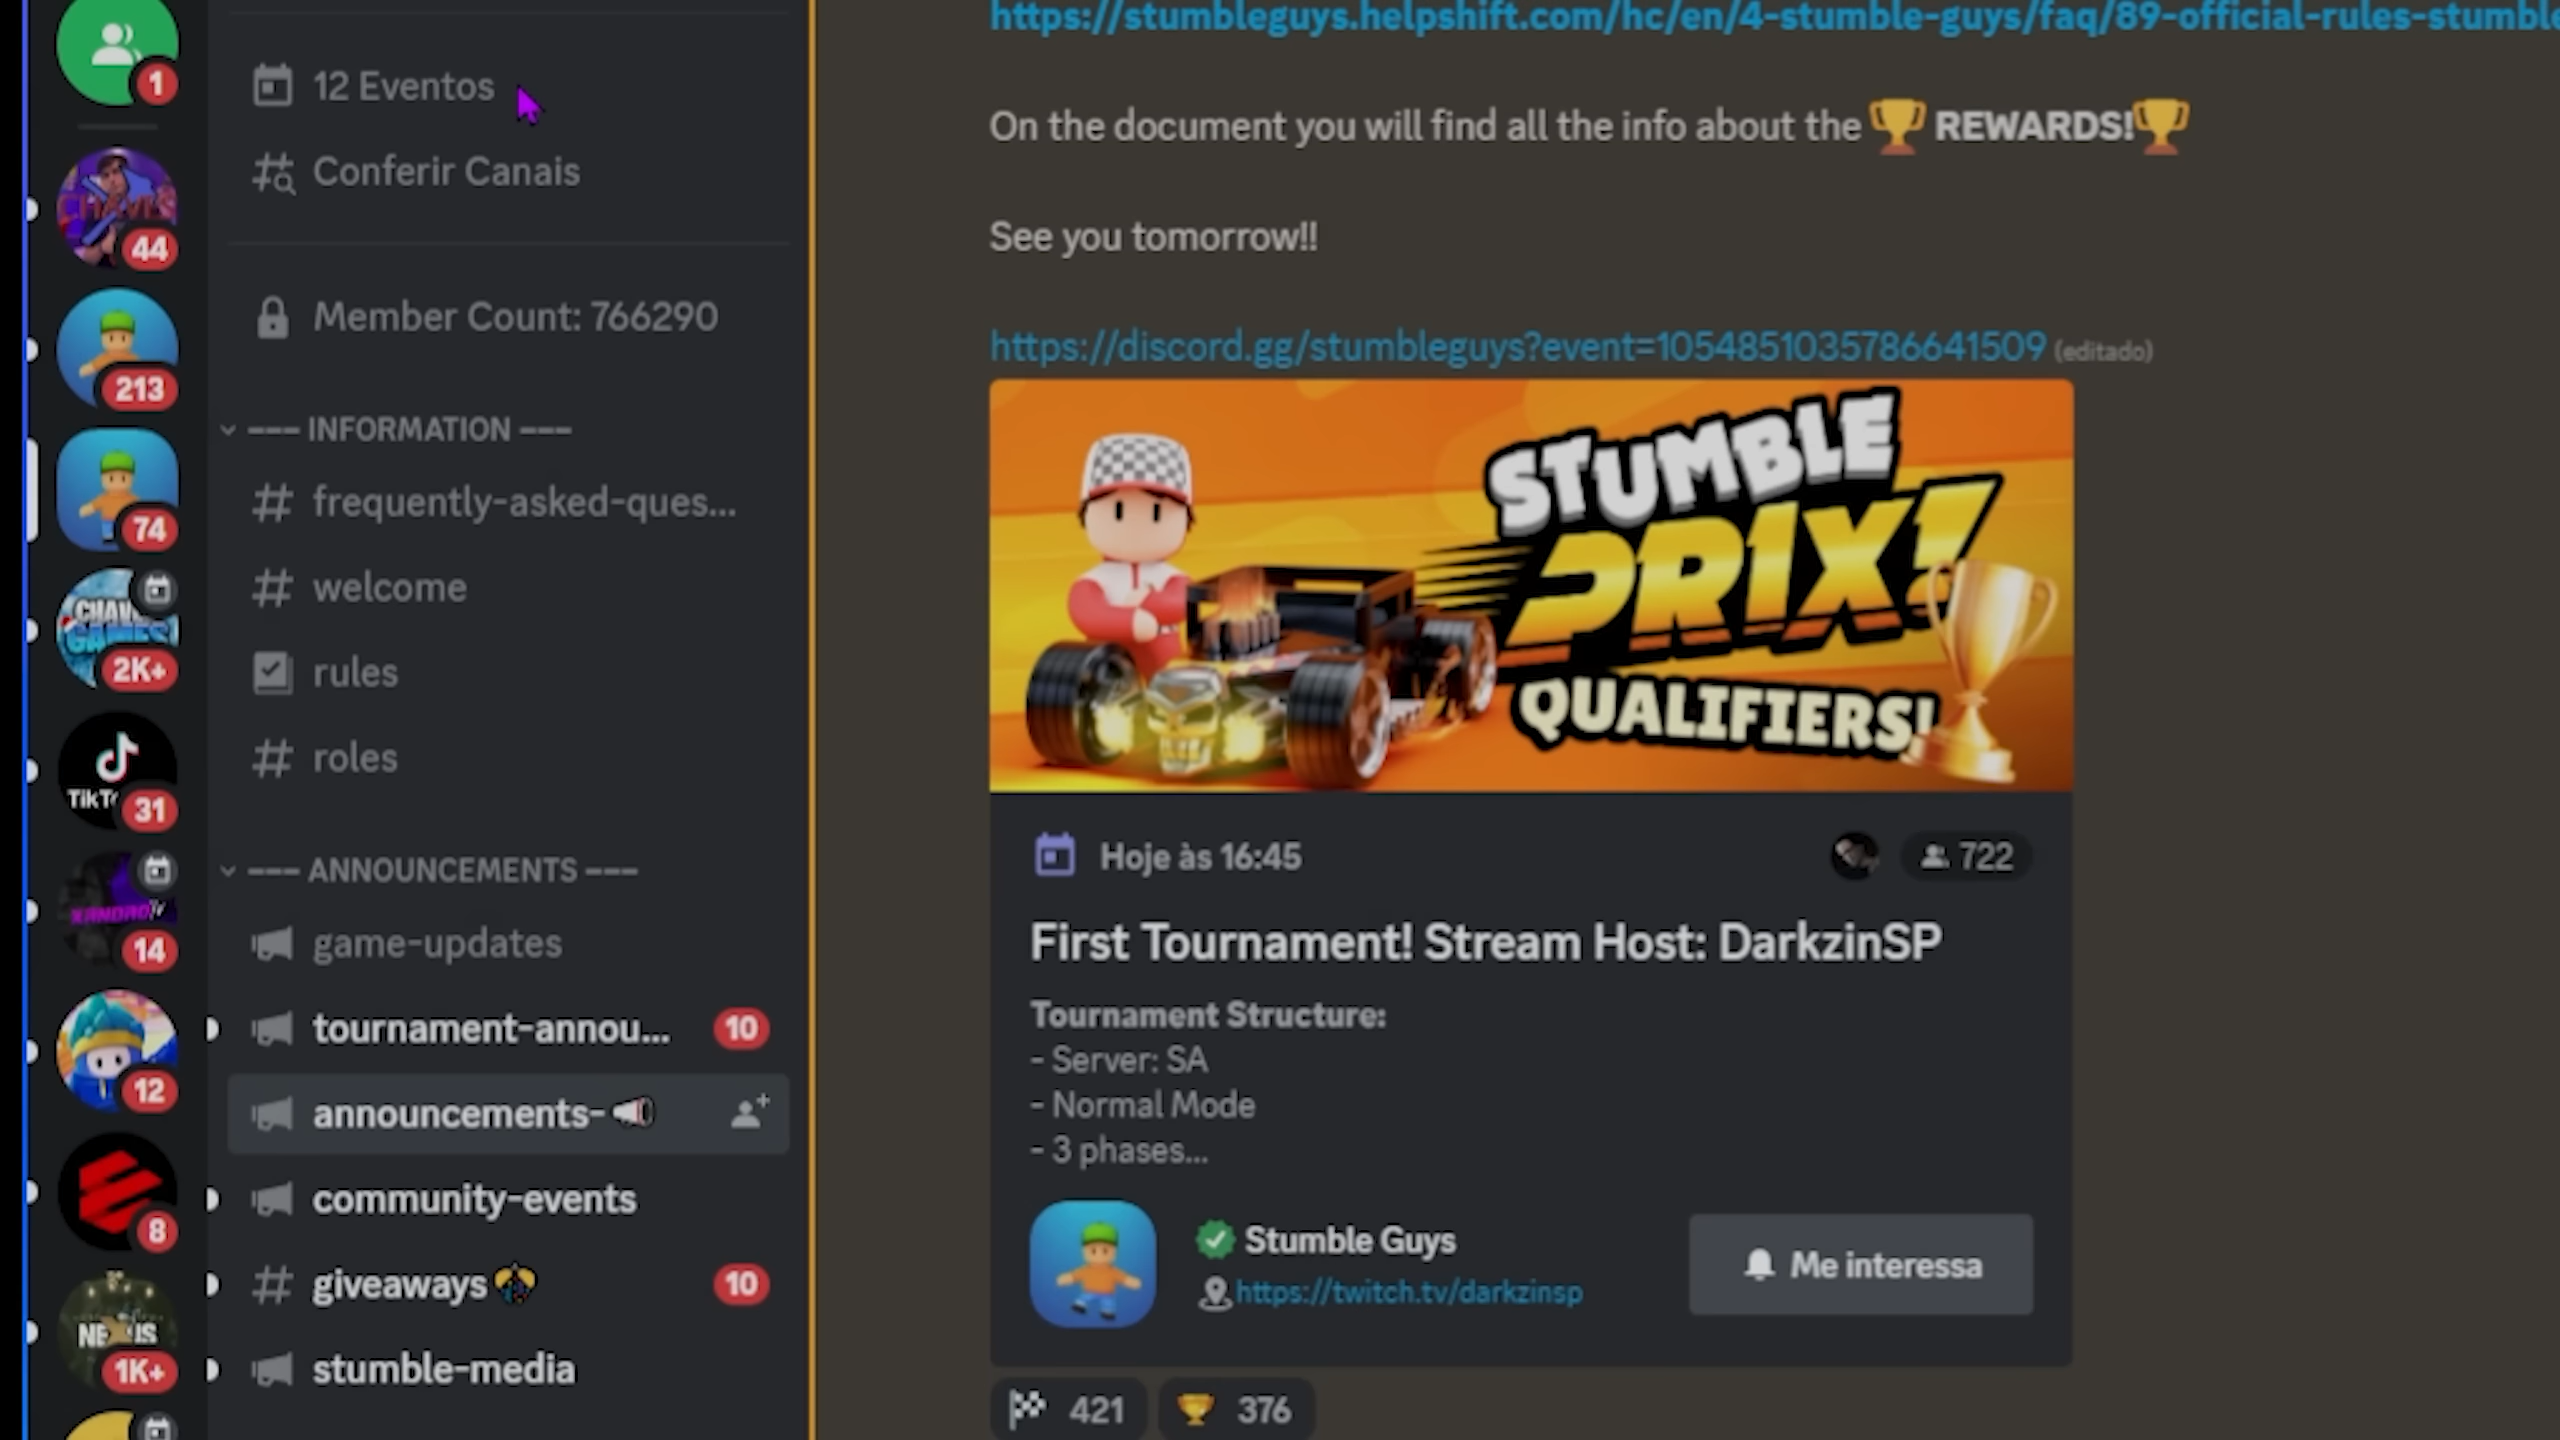 1
12 Eventos
Conferir Canais
44
Member Count: 766290
213
--- INFORMATION ---
frequently-asked-ques...
74
welcome
2K+
rules
roles
31
--- ANNOUNCEMENTS ---
game-updates
14
tournament-annou...
10
12
announcements-
community-events
8
giveaways
10
stumble-media
1K+
https://stumbleguys.helpshift.com/hc/en/4-stumble-guys/faq/89-official-rules-stumble
On the document you will find all the info about the 🏆 REWARDS!🏆
See you tomorrow!!
https://discord.gg/stumbleguys?event=1054851035786641509 (editado)
STUMBLE
PRIX!
QUALIFIERS!
Hoje às 16:45
722
First Tournament! Stream Host: DarkzinSP
Tournament Structure:
- Server: SA
- Normal Mode
- 3 phases...
Stumble Guys
https://twitch.tv/darkzinsp
Me interessa
421
376